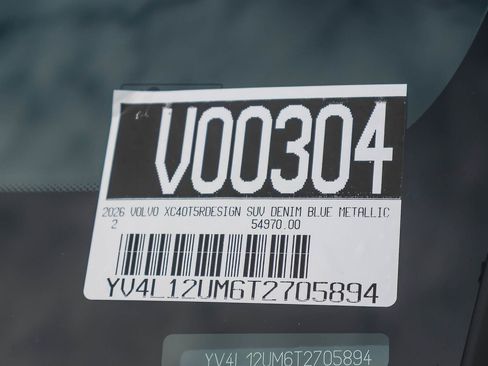 V00304
2026 VOLVO XC40T5RDESIGN SUV DENIM BLUE METALLIC
2 54970.00
YV4L12UM6T2705894
YV4L12UM6T2705894